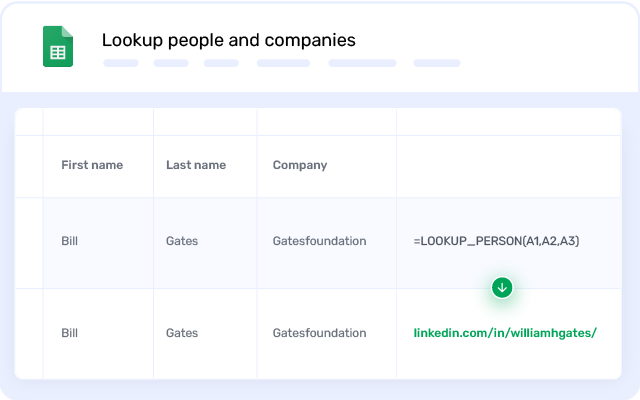 Lookup people and companies
First name Last name Company
Bill Gates Gatesfoundation =LOOKUP_PERSON(A1,A2,A3)
Bill Gates Gatesfoundation linkedin.com/in/williamhgates/